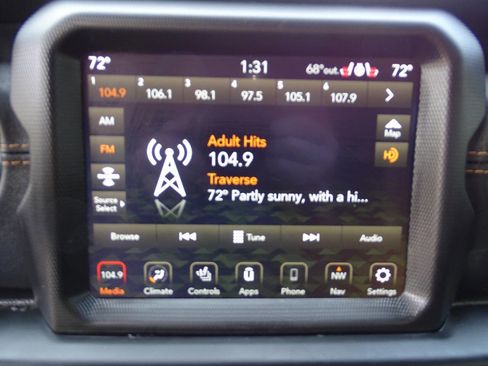 72° 1:31 68°out. 72°
1 2 3 4 5 6
104.9 106.1 98.1 97.5 105.1 107.9
AM
Map
Adult Hits
FM
104.9
Traverse
Source
Select
72° Partly sunny, with a hi...
Browse Tune Audio
104.9 NW
Media Climate Controls Apps Phone Nav Settings